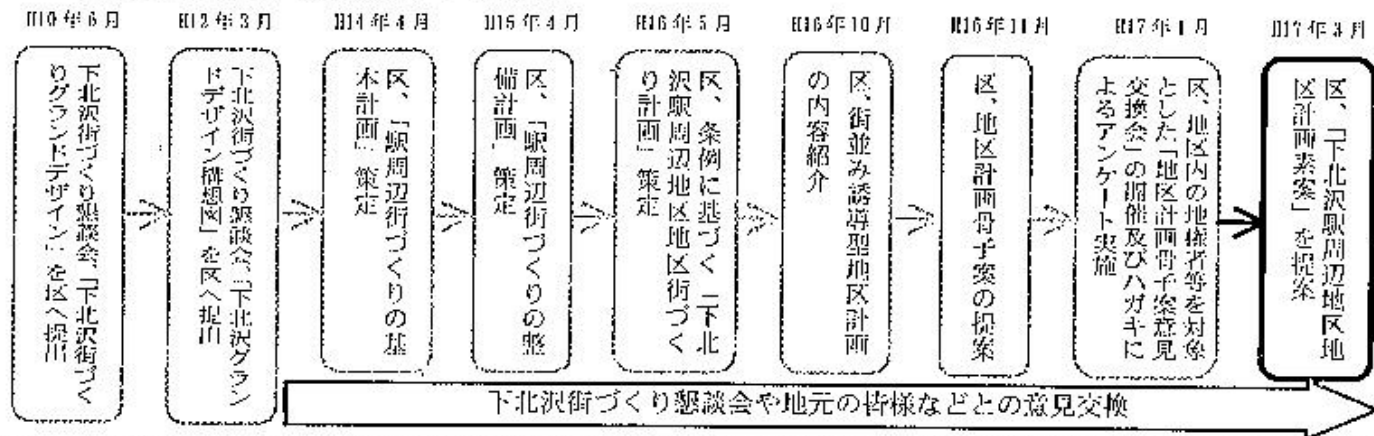 H10年6月
下北沢街づくり懇談会、「下北沢街づく
りグランドデザイン」を区へ提出
H12年3月
下北沢街づくり懇談会、「下北沢グラン
ドデザイン構想図」を区へ提出
H14年4月
区、「駅周辺街づくりの基
本計画」策定
H15年4月
区、「駅周辺街づくりの整
備計画」策定
H16年5月
区、条例に基づく「下北
沢駅周辺地区地区街づく
り計画」策定
H16年10月
区、街並み誘導型地区計画
の内容紹介
H16年11月
区、地区計画骨子案の提案
H17年1月
区、地区内の地権者等を対象
とした「地区計画骨子案意見
交換会」の開催及びハガキに
よるアンケート実施
H17年3月
区、「下北沢駅周辺地区地
区計画素案」を提案
下北沢街づくり懇談会や地元の皆様などとの意見交換